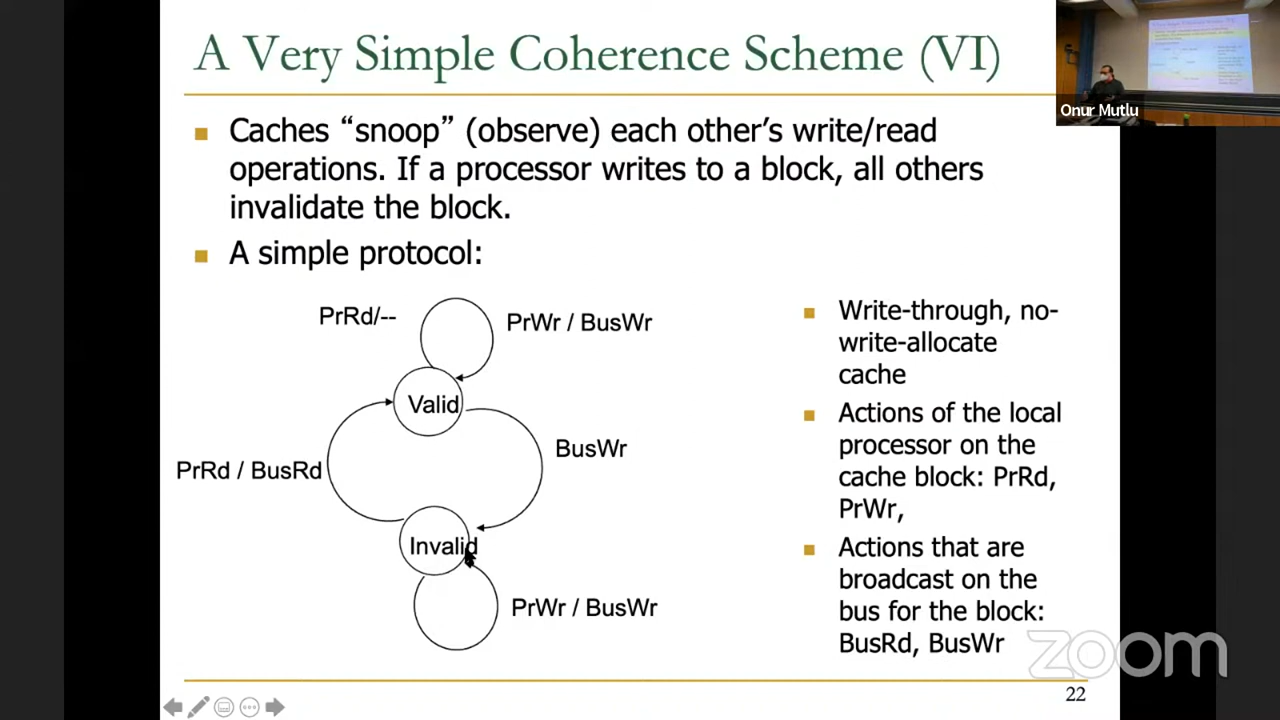 A Very Simple Coherence Scheme (VI)
Onur Mutlu
Caches “snoop” (observe) each other’s write/read
operations. If a processor writes to a block, all others
invalidate the block.
A simple protocol:
PrRd/--
PrWr / BusWr
Valid
BusWr
PrRd / BusRd
Invalid
PrWr / BusWr
Write-through, no-
write-allocate
cache
Actions of the local
processor on the
cache block: PrRd,
PrWr,
Actions that are
broadcast on the
bus for the block:
BusRd, BusWr
zoom
22